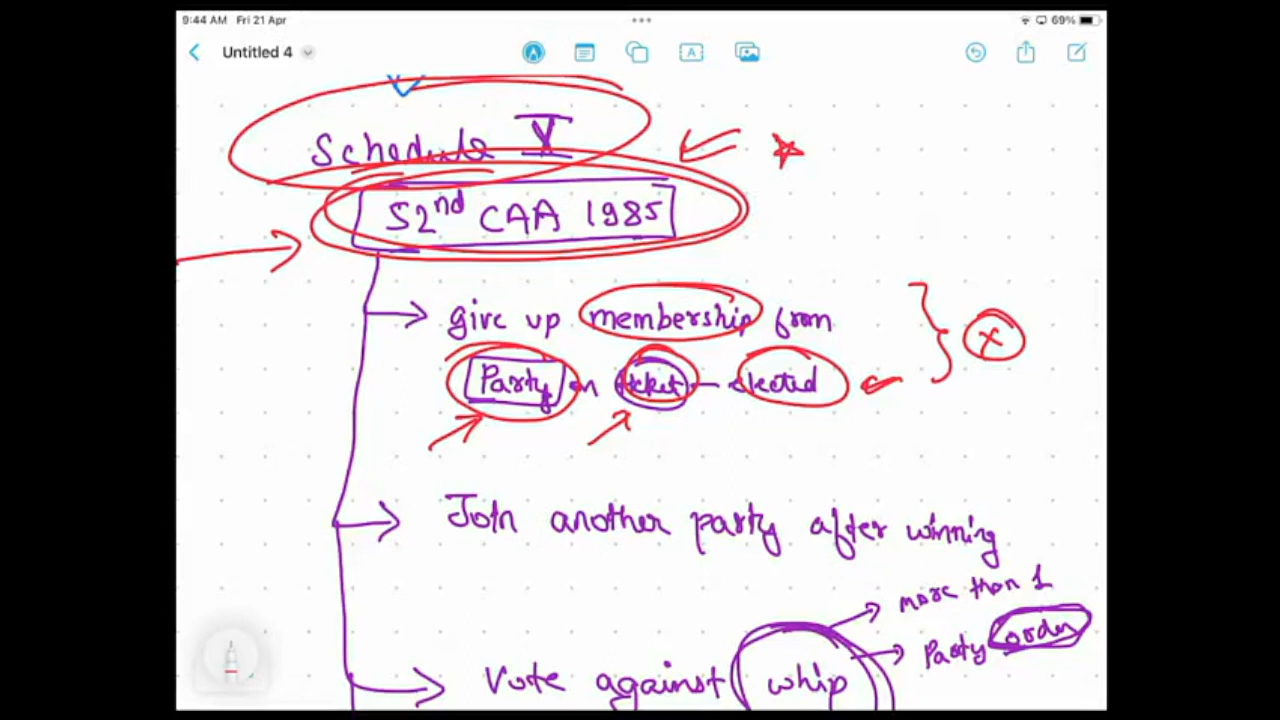 9:44 AM Fri 21 Apr
69%
Untitled 4
Schedule X
52nd CAA 1985
give up membership from
Party on ticket – elected
x
Join another party after winning
more than 1
Party order
Vote against whip